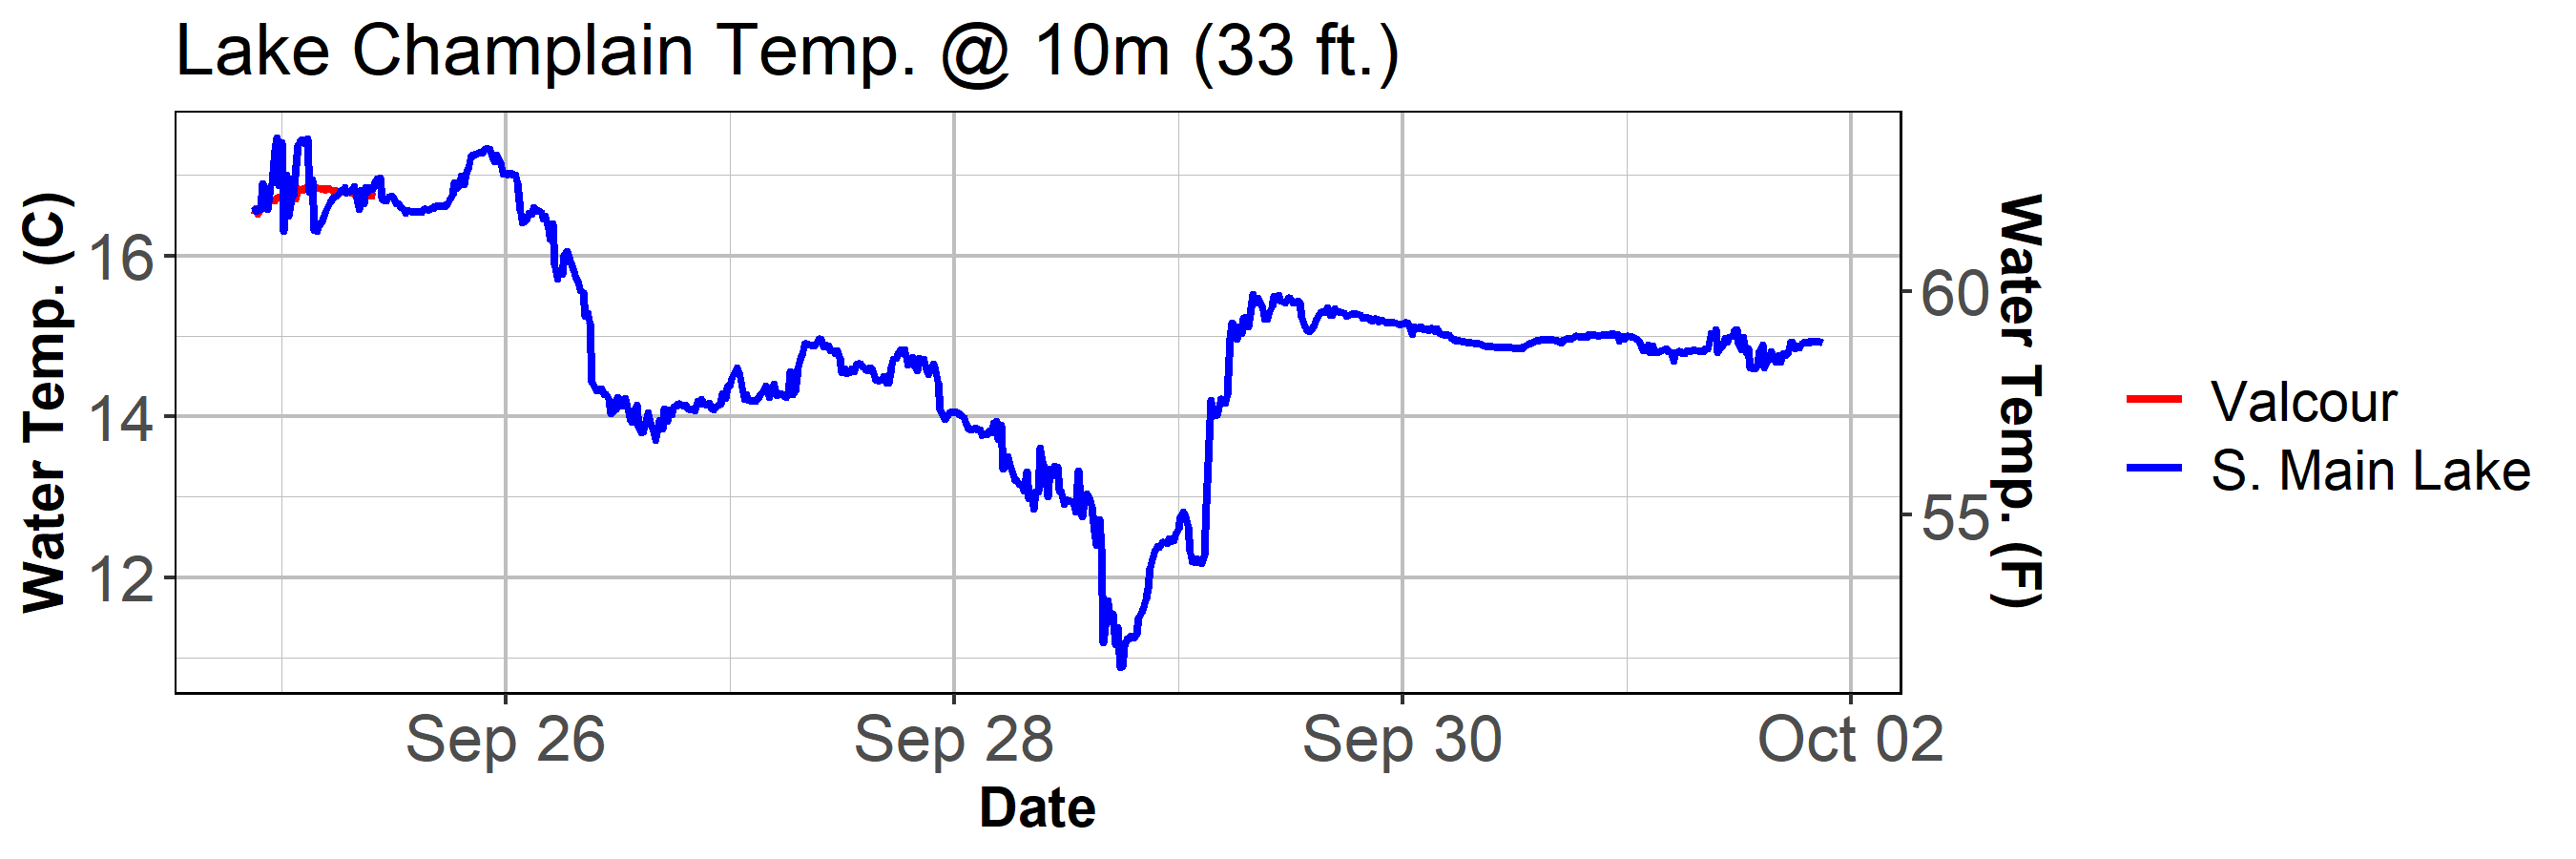 Lake Champlain Temp. @ 10m (33 ft.)
Water Temp. (C)
16
14
12
60
55
Water Temp. (F)
Sep 26
Sep 28
Sep 30
Oct 02
Date
Valcour
S. Main Lake